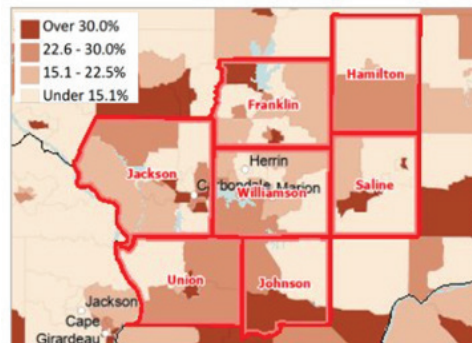 Over 30.0%
22.6 - 30.0%
15.1 - 22.5%
Under 15.1%
Hamilton
Franklin
Herrin
Jackson
Carbondale
Marion
Williamson
Saline
Union
Johnson
Jackson
Cape
Girardeau